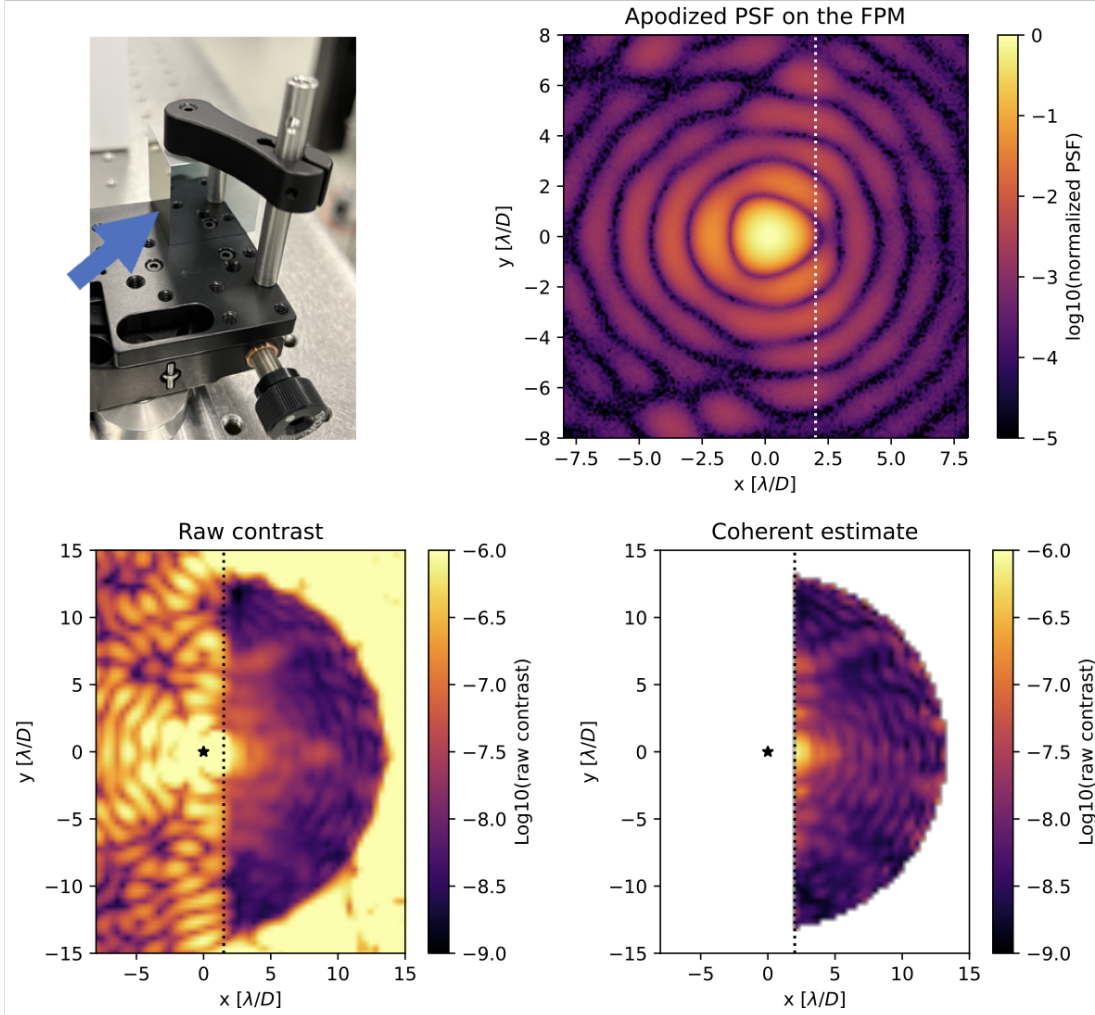 Apodized PSF on the FPM
8
6
4
2
0
−2
−4
−6
−8
y [λ/D]
−7.5 −5.0 −2.5 0.0 2.5 5.0 7.5
x [λ/D]
0
−1
−2
−3
−4
−5
log10(normalized PSF)
Raw contrast
15
10
5
0
−5
−10
−15
y [λ/D]
−5 0 5 10 15
x [λ/D]
−6.0
−6.5
−7.0
−7.5
−8.0
−8.5
−9.0
Log10(raw contrast)
Coherent estimate
15
10
5
0
−5
−10
−15
y [λ/D]
−5 0 5 10 15
x [λ/D]
−6.0
−6.5
−7.0
−7.5
−8.0
−8.5
−9.0
Log10(raw contrast)